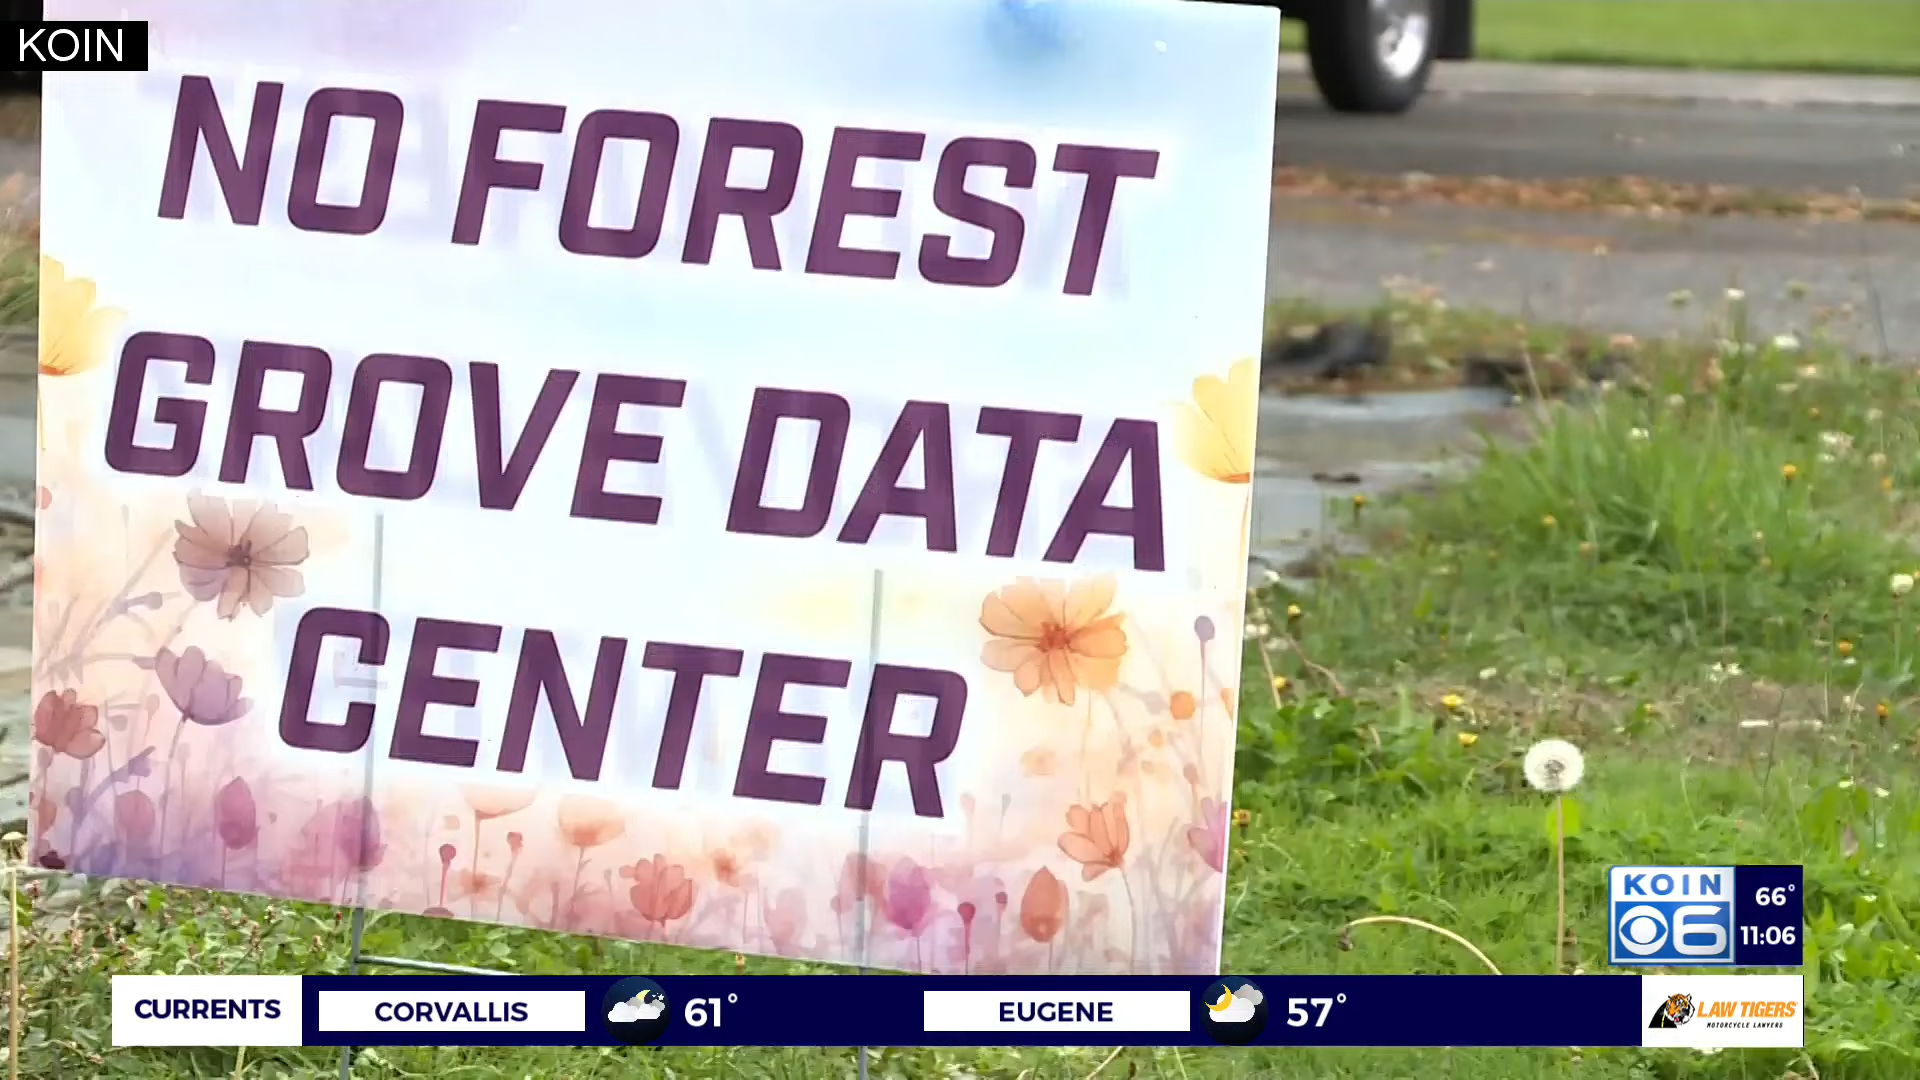 KOIN
NO FOREST
GROVE DATA
CENTER
KOIN
6
66°
11:06
CURRENTS
CORVALLIS
61°
EUGENE
57°
LAW TIGERS
MOTORCYCLE LAWYERS